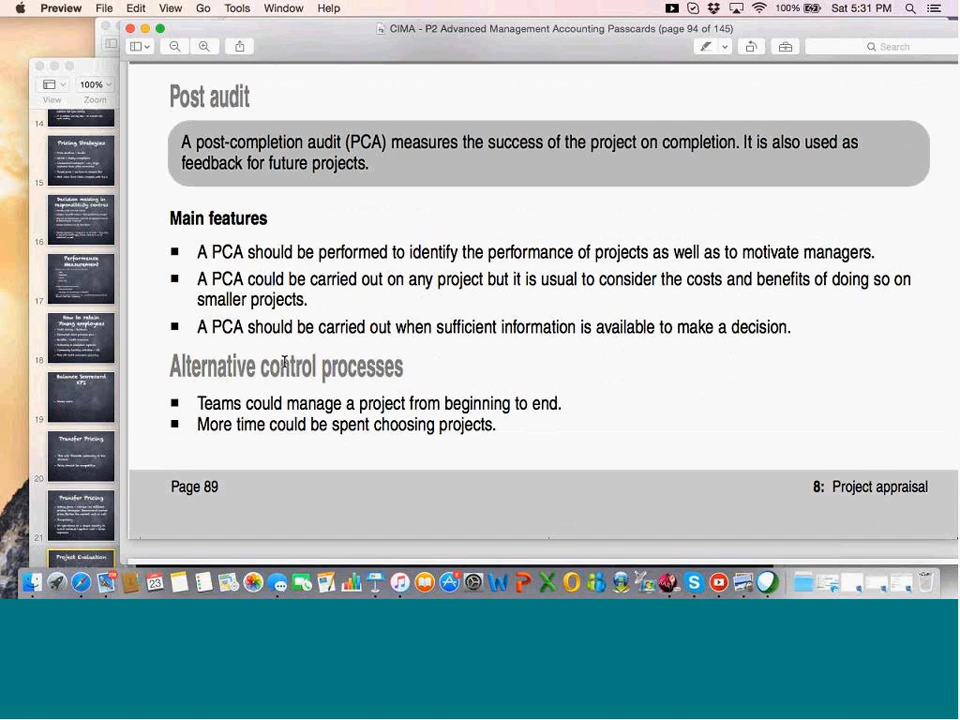 Preview File Edit View Go Tools Window Help 100% Sat 5:31 PM
CIMA - P2 Advanced Management Accounting Passcards (page 94 of 145)
Search
100%
View Zoom
Post audit
A post-completion audit (PCA) measures the success of the project on completion. It is also used as
feedback for future projects.
Main features
■ A PCA should be performed to identify the performance of projects as well as to motivate managers.
■ A PCA could be carried out on any project but it is usual to consider the costs and benefits of doing so on
smaller projects.
■ A PCA should be carried out when sufficient information is available to make a decision.
Alternative control processes
■ Teams could manage a project from beginning to end.
■ More time could be spent choosing projects.
Page 89
8: Project appraisal
14
Pricing Strategies
15
Decision making in
responsibility centres
16
Performance
Measurement
17
How to retain
Young employees
18
Balance Scorecard
KPI
19
Transfer Pricing
20
Transfer Pricing
21
Project Evaluation
23